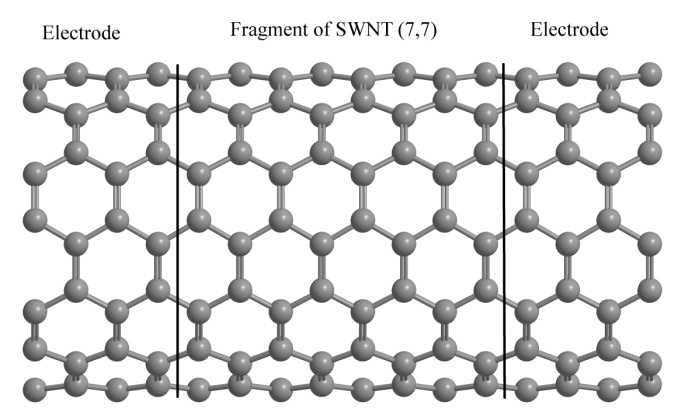 Electrode
Fragment of SWNT (7,7)
Electrode